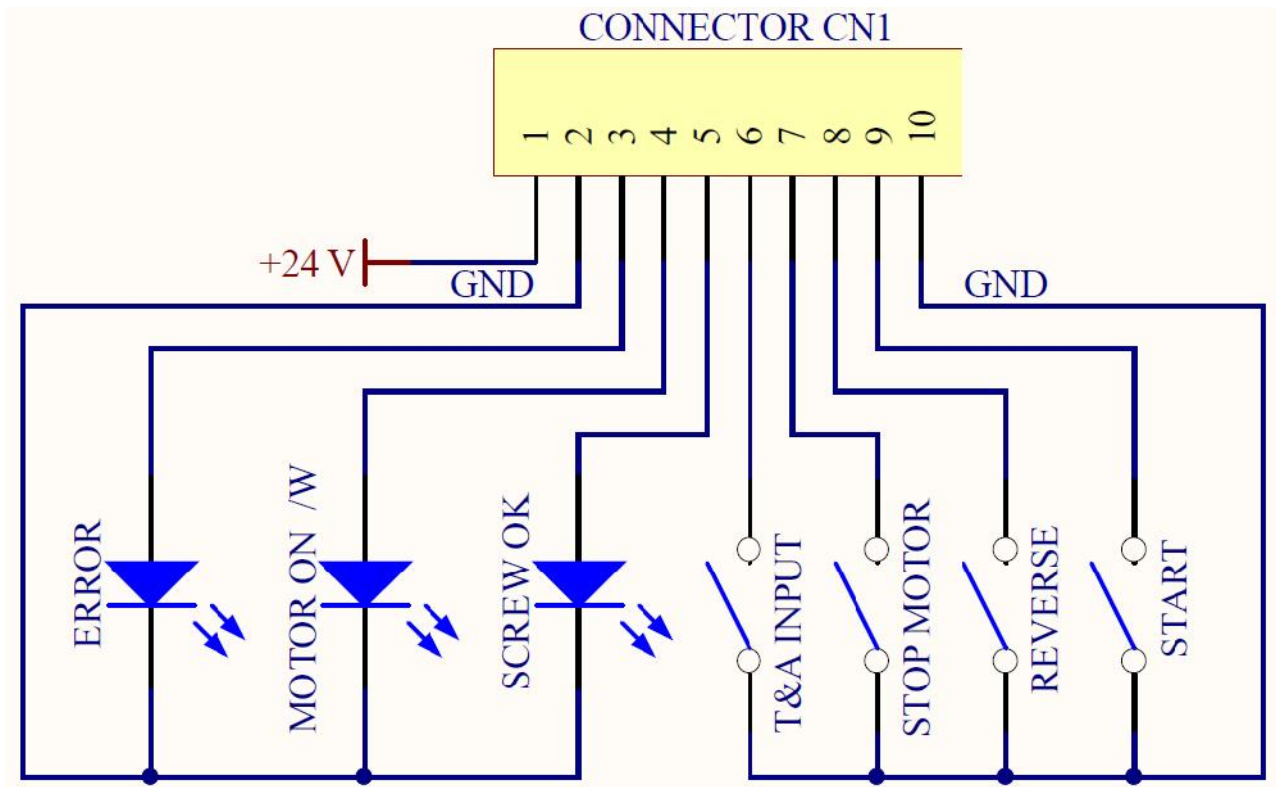 CONNECTOR CN1
1
2
3
4
5
6
7
8
9
10
+24 V
GND
GND
ERROR
MOTOR ON /W
SCREW OK
T&A INPUT
STOP MOTOR
REVERSE
START